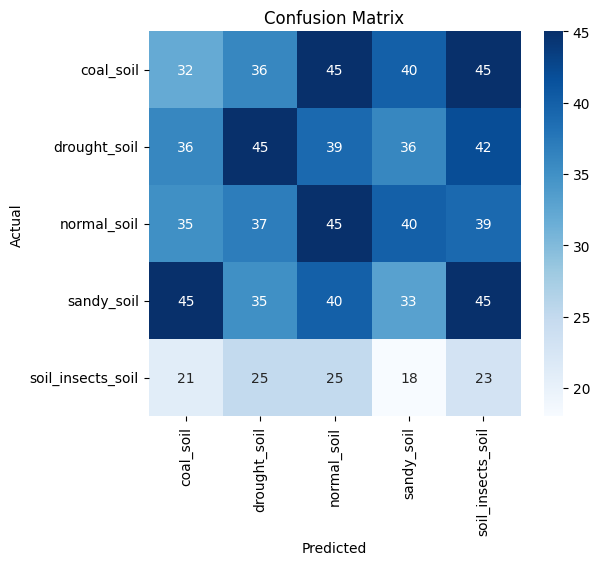 Confusion Matrix
Actual
coal_soil 32 36 45 40 45
drought_soil 36 45 39 36 42
normal_soil 35 37 45 40 39
sandy_soil 45 35 40 33 45
soil_insects_soil 21 25 25 18 23
coal_soil drought_soil normal_soil sandy_soil soil_insects_soil
Predicted
45
40
35
30
25
20